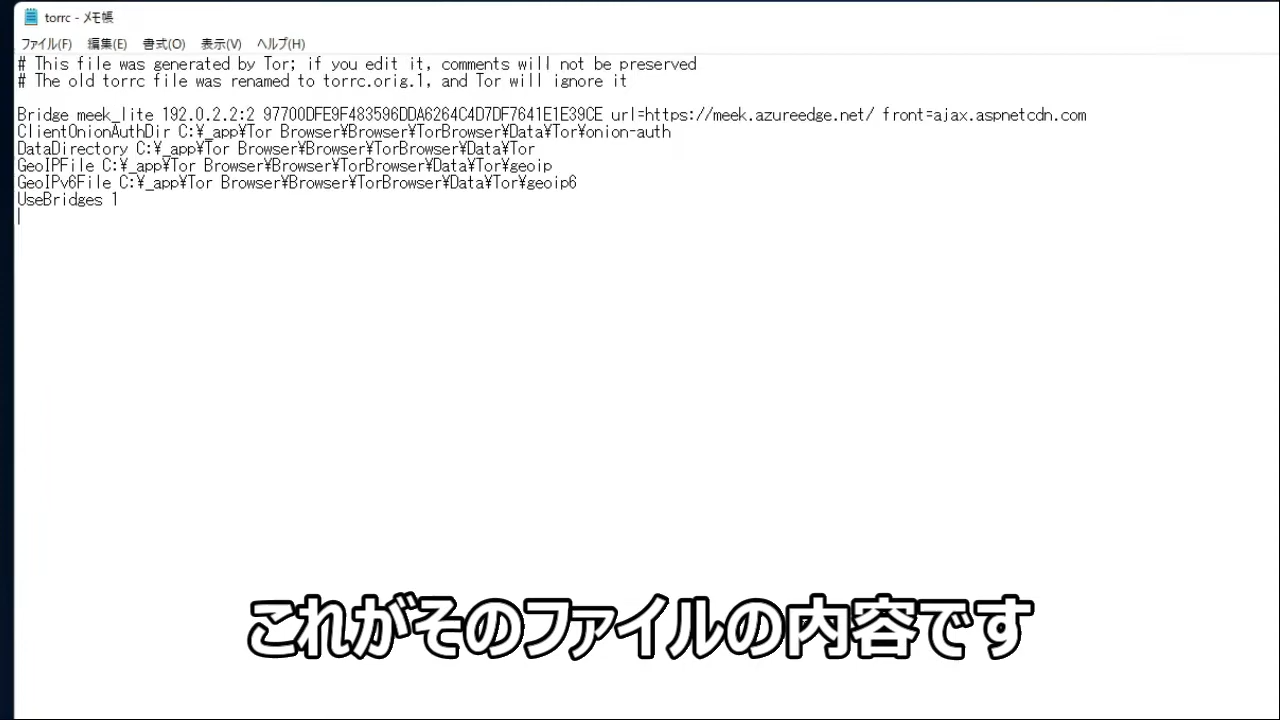 torrc - メモ帳
ファイル(F) 編集(E) 書式(O) 表示(V) ヘルプ(H)
# This file was generated by Tor; if you edit it, comments will not be preserved
# The old torrc file was renamed to torrc.orig.1, and Tor will ignore it
Bridge meek_lite 192.0.2.2:2 97700DFE9F483596DDA6264C4D7DF7641E1E39CE url=https://meek.azureedge.net/ front=ajax.aspnetcdn.com
ClientOnionAuthDir C:¥_app¥Tor Browser¥Browser¥TorBrowser¥Data¥Tor¥onion-auth
DataDirectory C:¥_app¥Tor Browser¥Browser¥TorBrowser¥Data¥Tor
GeoIPFile C:¥_app¥Tor Browser¥Browser¥TorBrowser¥Data¥Tor¥geoip
GeoIPv6File C:¥_app¥Tor Browser¥Browser¥TorBrowser¥Data¥Tor¥geoip6
UseBridges 1
これがそのファイルの内容です